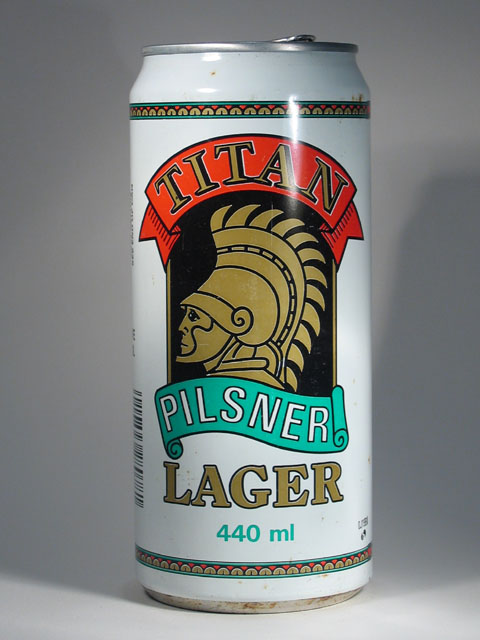 TITAN
PILSNER
LAGER
440 ml